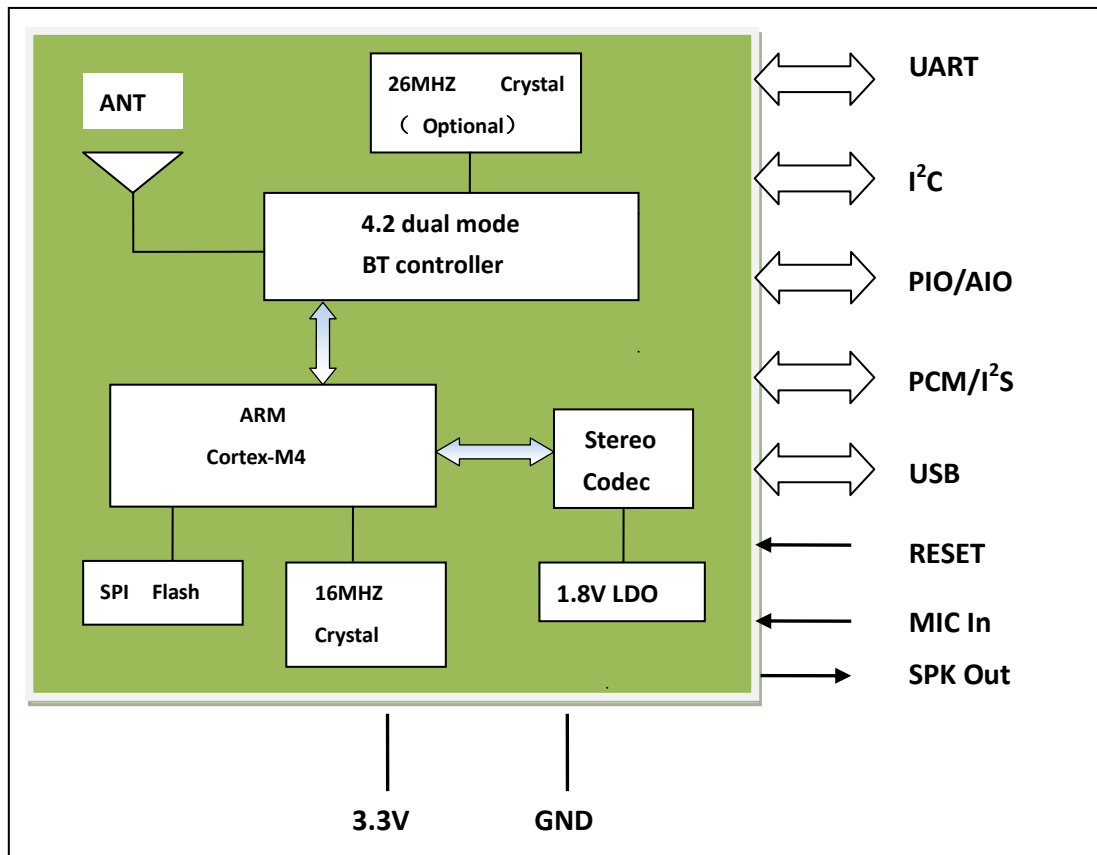 ANT
26MHZ Crystal
（ Optional）
4.2 dual mode
BT controller
ARM
Cortex-M4
Stereo
Codec
SPI Flash
16MHZ
Crystal
1.8V LDO
UART
I²C
PIO/AIO
PCM/I²S
USB
RESET
MIC In
SPK Out
3.3V
GND